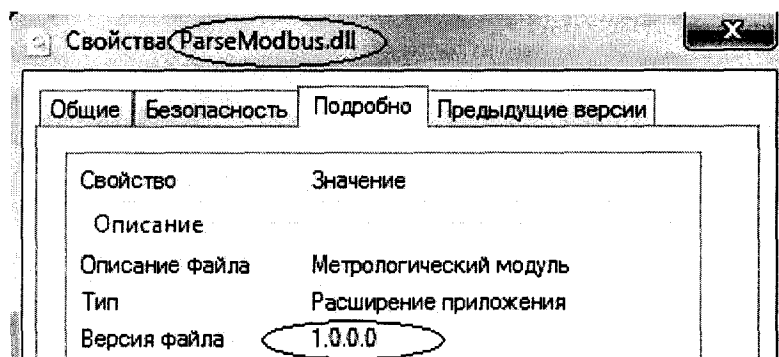 Свойства: ParseModbus.dll
Общие Безопасность Подробно Предыдущие версии
Свойство Значение
Описание
Описание файла Метрологический модуль
Тип Расширение приложения
Версия файла 1.0.0.0